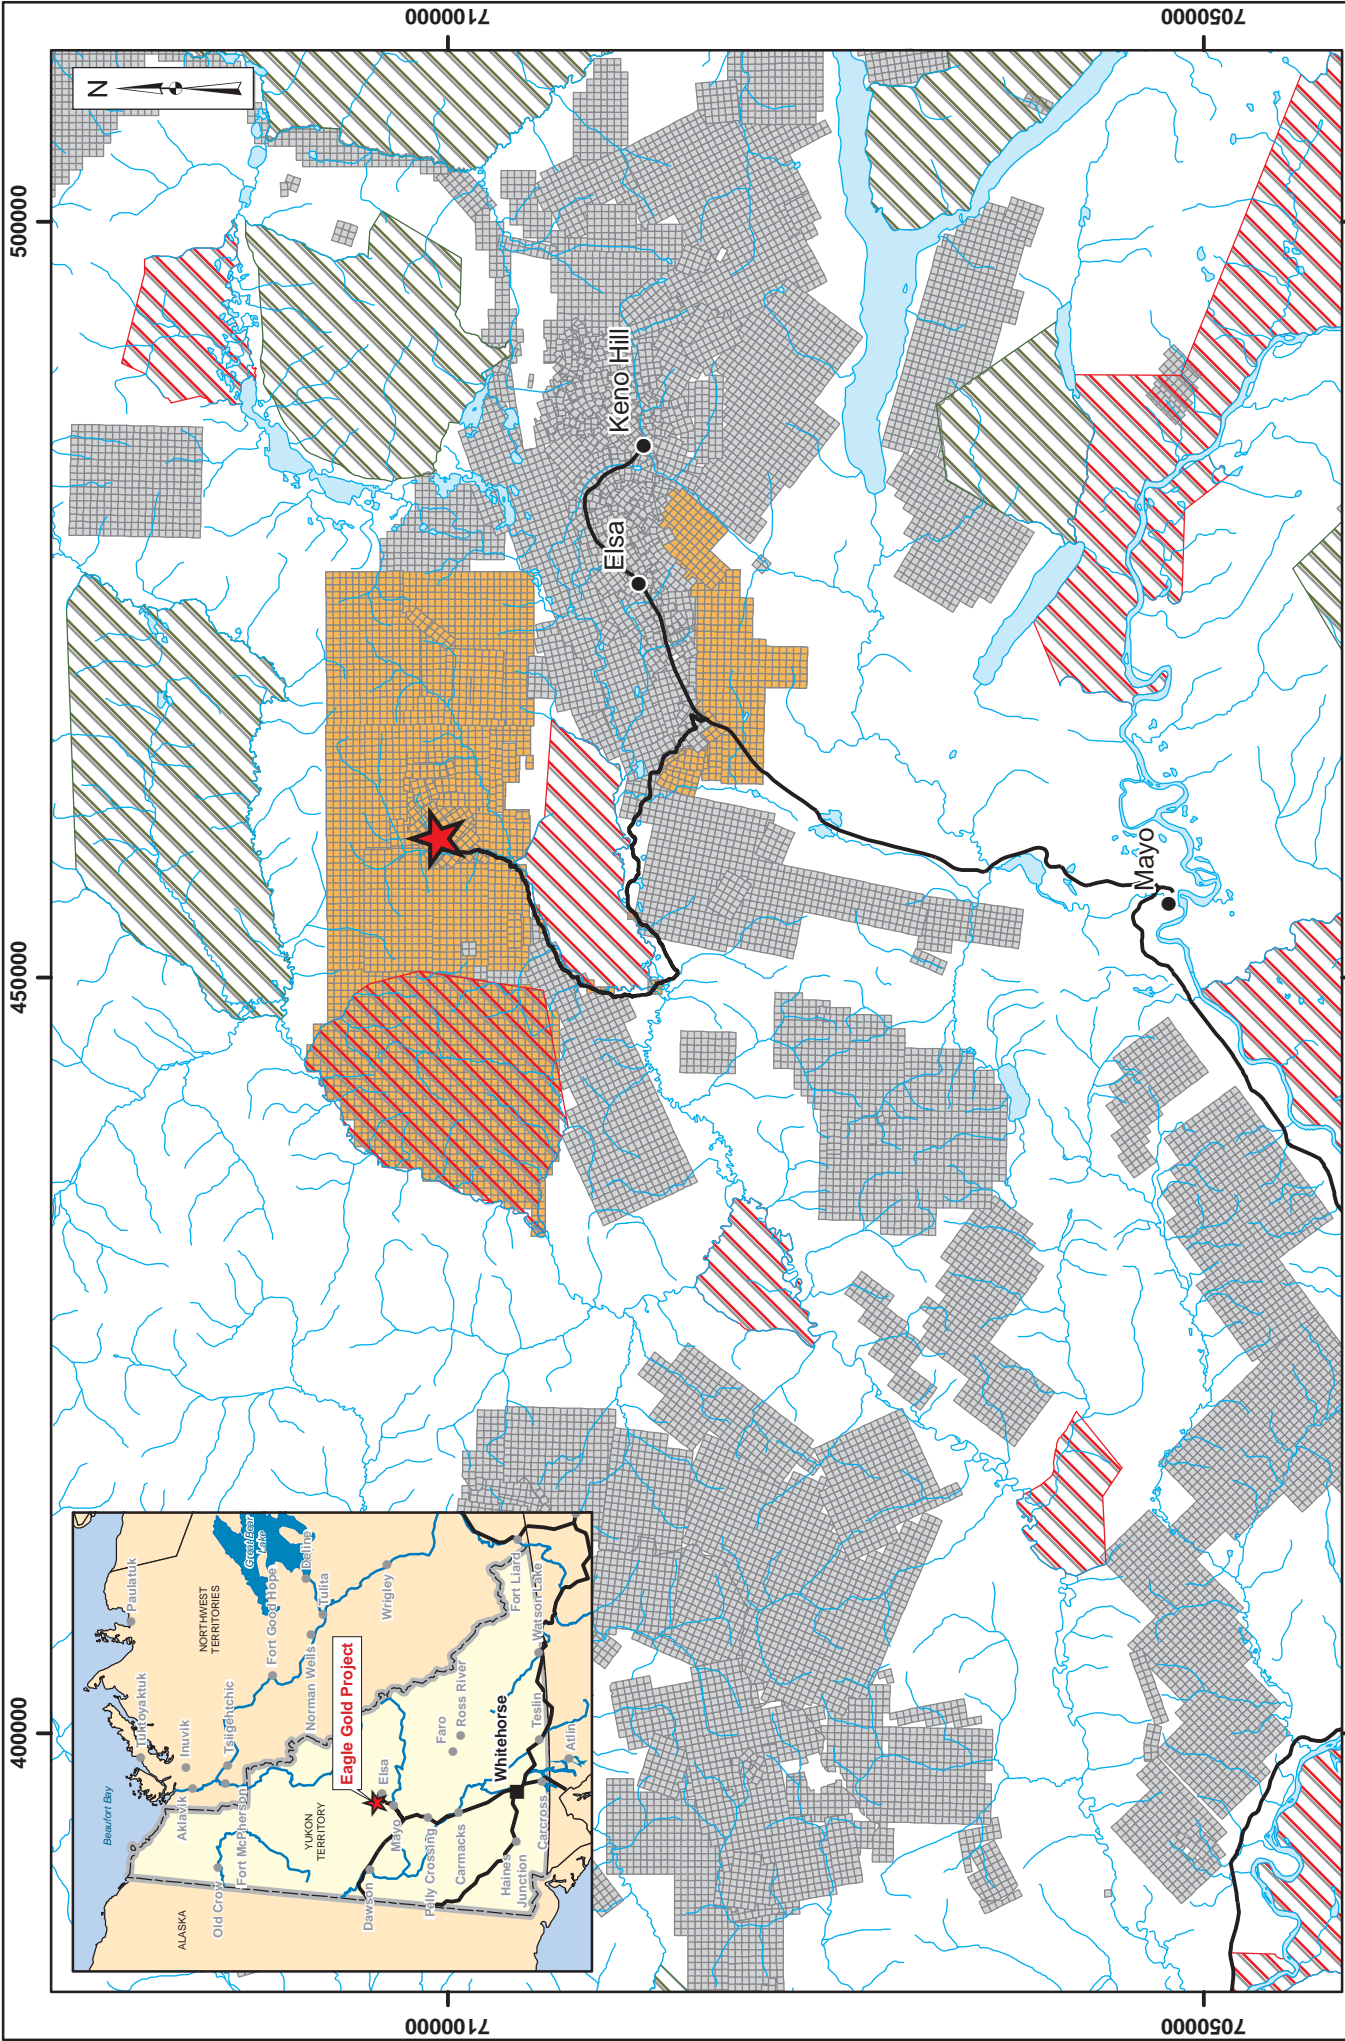 400000
450000
500000
7100000
7100000
7050000
7050000
N
Keno Hill
Elsa
Mayo
Beaufort Bay
ALASKA
Tuktoyaktuk
Paulatuk
Inuvik
Aklavik
Tsiigehtchic
Old Crow
Fort McPherson
NORTHWEST
TERRITORIES
Great Bear
Lake
Fort Good Hope
Deline
Norman Wells
Tulita
YUKON
TERRITORY
Eagle Gold Project
Wrigley
Dawson
Elsa
Mayo
Pelly Crossing
Faro
Ross River
Carmacks
Whitehorse
Haines
Junction
Carcross
Teslin
Atlin
Watson Lake
Fort Liard